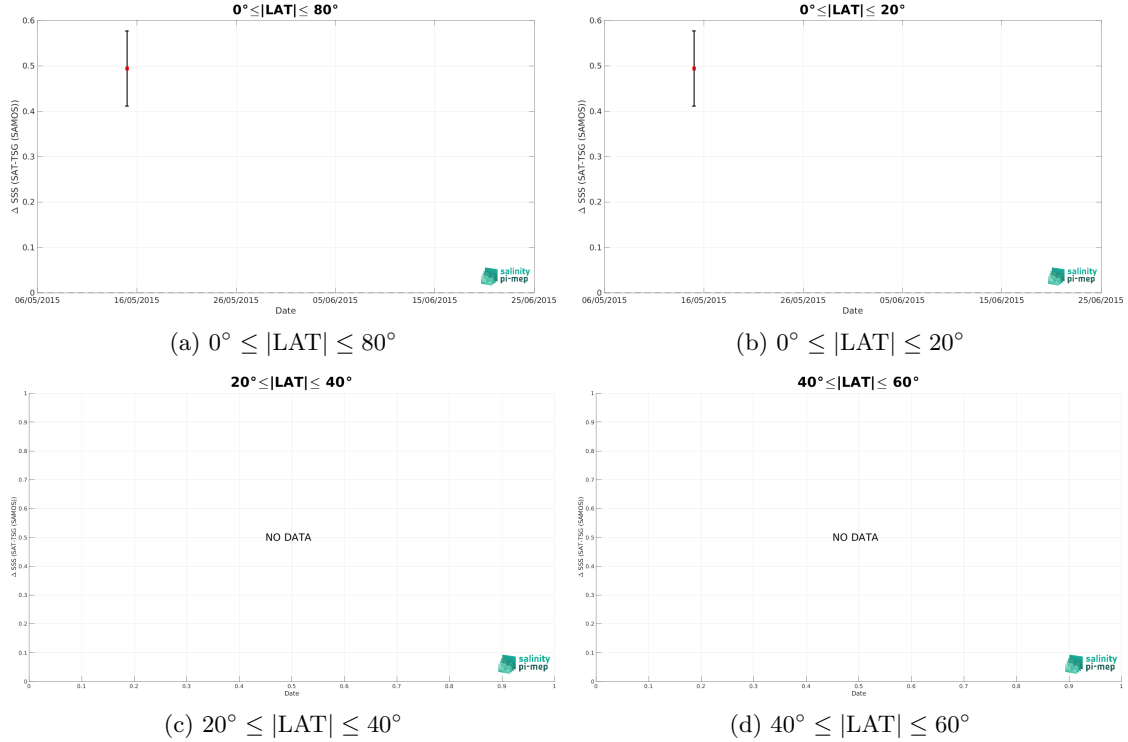 0°≤|LAT|≤ 80°
0.6
0.5
0.4
0.3
0.2
0.1
0
Δ SSS (SAT-TSG (SAMOS))
06/05/2015 16/05/2015 26/05/2015 05/06/2015 15/06/2015 25/06/2015
Date
salinity
pi-mep
(a) 0° ≤ |LAT| ≤ 80°
0°≤|LAT|≤ 20°
0.6
0.5
0.4
0.3
0.2
0.1
0
Δ SSS (SAT-TSG (SAMOS))
06/05/2015 16/05/2015 26/05/2015 05/06/2015 15/06/2015 25/06/2015
Date
salinity
pi-mep
(b) 0° ≤ |LAT| ≤ 20°
20°≤|LAT|≤ 40°
1
0.9
0.8
0.7
0.6
0.5
0.4
0.3
0.2
0.1
0
Δ SSS (SAT-TSG (SAMOS))
NO DATA
0 0.1 0.2 0.3 0.4 0.5 0.6 0.7 0.8 0.9 1
Date
salinity
pi-mep
(c) 20° ≤ |LAT| ≤ 40°
40°≤|LAT|≤ 60°
1
0.9
0.8
0.7
0.6
0.5
0.4
0.3
0.2
0.1
0
Δ SSS (SAT-TSG (SAMOS))
NO DATA
0 0.1 0.2 0.3 0.4 0.5 0.6 0.7 0.8 0.9 1
Date
salinity
pi-mep
(d) 40° ≤ |LAT| ≤ 60°